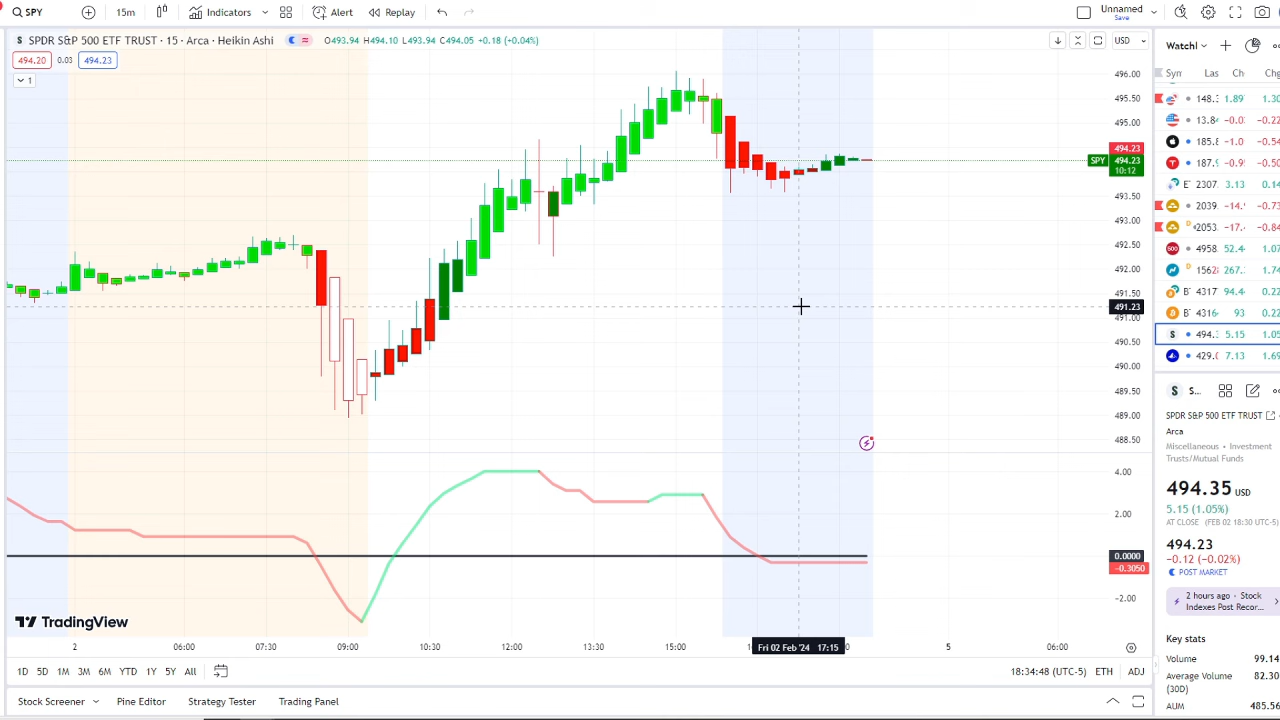 SPY 15m Indicators Alert Replay Unnamed
Save
S SPDR S&P 500 ETF TRUST · 15 · Arca · Heikin Ashi O493.94 H494.10 L493.94 C494.05 +0.18 (+0.04%) USD Watchl
494.20 0.03 494.23
1
Last
496.00
495.50
495.00
494.23
SPY 494.23
10:12
493.50
493.00
492.50
492.00
491.50
491.23
491.00
490.50
490.00
489.50
489.00
488.50
4.00
2.00
0.0000
−0.3050
−2.00
148. 1.89 1.30
13.8 −0.0 −0.22
185.8 −1.0 −0.54
187.9 −0.9
2307. 3.13 0.14
2039. −14. −0.73
2053. −17. −0.84
4958. 52.4 1.07
1562 267. 1.74
B 4317 94.4 0.22
B 4316 93 0.22
S 494. 5.15 1.05
429.0 7.13 1.69
S S...
SPDR S&P 500 ETF TRUST
Arca
Miscellaneous • Investment
Trusts/Mutual Funds
494.35 USD
5.15 (1.05%)
AT CLOSE (FEB 02 18:30 UTC-5)
494.23
−0.12 (−0.02%)
POST MARKET
2 hours ago · Stock
Indexes Post Recor...
Key stats
Volume 99.14
Average Volume 82.30
(30D)
AUM 485.56
TradingView
2 06:00 07:30 09:00 10:30 12:00 13:30 15:00 Fri 02 Feb '24 17:15 5 06:00
1D 5D 1M 3M 6M YTD 1Y 5Y All 18:34:48 (UTC-5) ETH ADJ
Stock Screener Pine Editor Strategy Tester Trading Panel